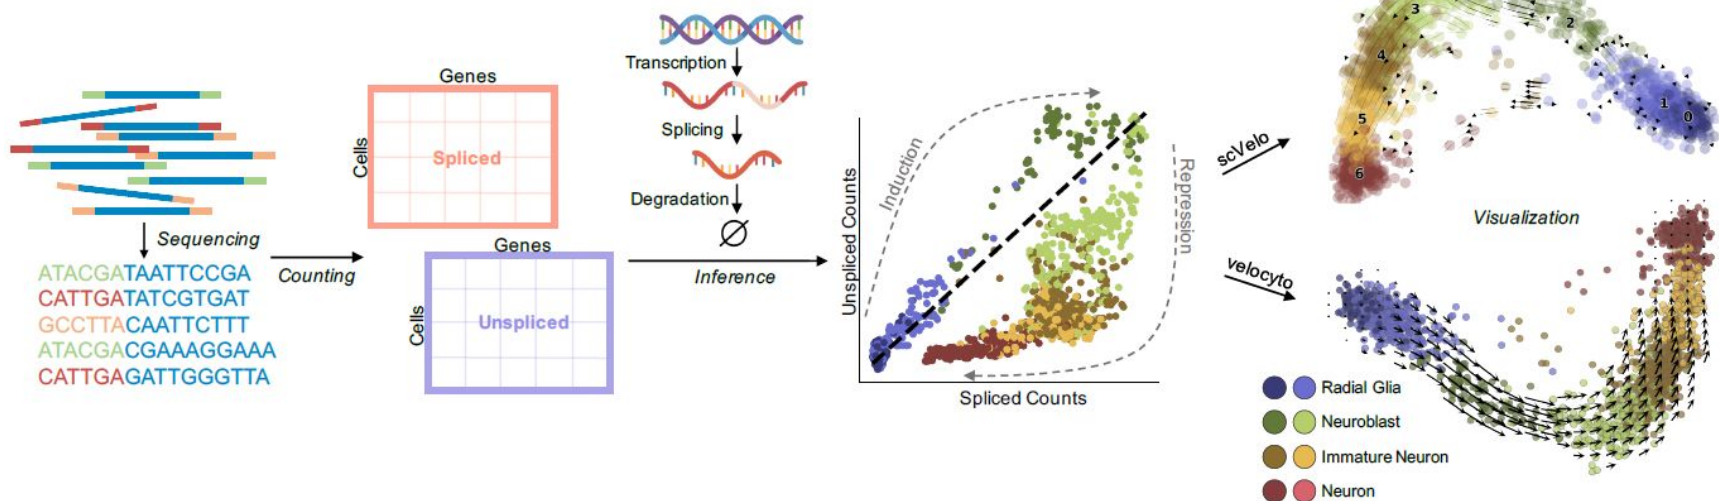 Sequencing
ATACGATAATTCCGA
CATTGATATCGTGAT
GCCTTACAATTCTTT
ATACGACGAAAGGAAA
CATTGAGATTGGGTTA
Counting
Genes
Cells
Spliced
Genes
Cells
Unspliced
Transcription
Splicing
Degradation
Inference
Unspliced Counts
Induction
Repression
Spliced Counts
scVelo
velocyto
3
2
4
1
0
5
6
Visualization
Radial Glia
Neuroblast
Immature Neuron
Neuron